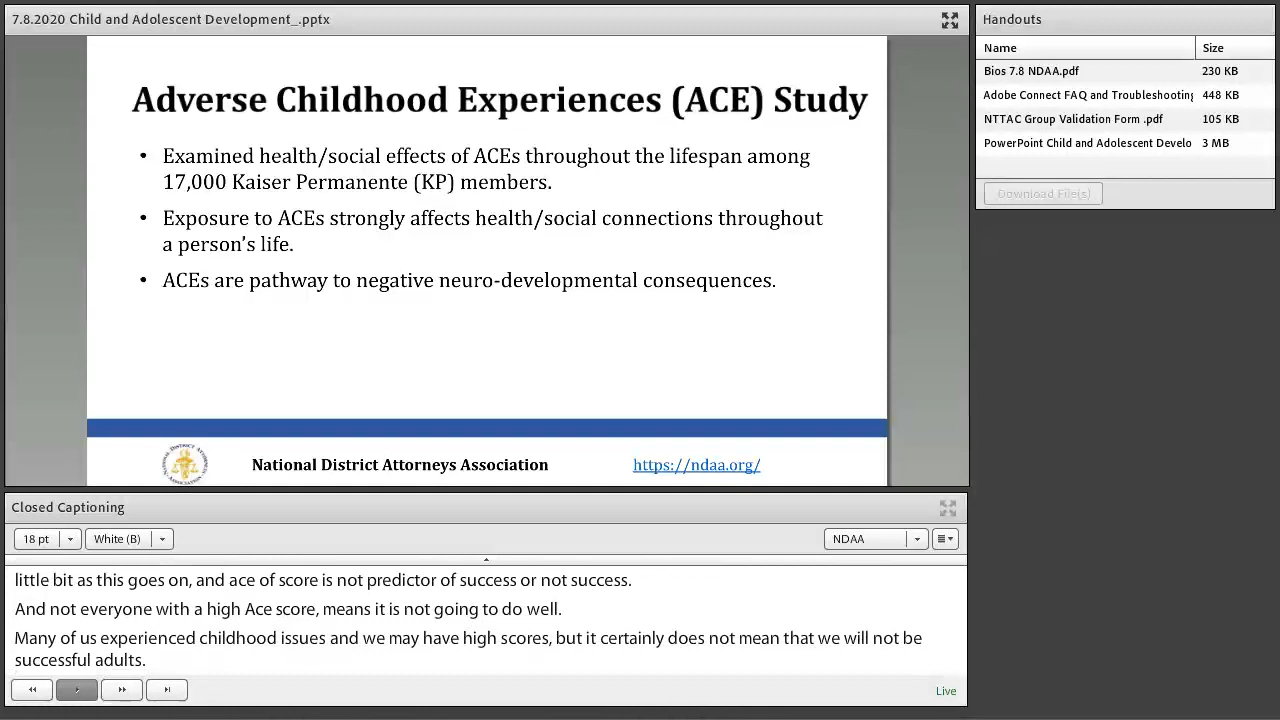 7.8.2020 Child and Adolescent Development_.pptx
Adverse Childhood Experiences (ACE) Study
• Examined health/social effects of ACEs throughout the lifespan among
17,000 Kaiser Permanente (KP) members.
• Exposure to ACEs strongly affects health/social connections throughout
a person's life.
• ACEs are pathway to negative neuro-developmental consequences.
National District Attorneys Association
https://ndaa.org/
Handouts
Name Size
Bios 7.8 NDAA.pdf 230 KB
Adobe Connect FAQ and Troubleshooting 448 KB
NTTAC Group Validation Form .pdf 105 KB
PowerPoint Child and Adolescent Develo 3 MB
Download File(s)
Closed Captioning
18 pt White (B) NDAA
little bit as this goes on, and ace of score is not predictor of success or not success.
And not everyone with a high Ace score, means it is not going to do well.
Many of us experienced childhood issues and we may have high scores, but it certainly does not mean that we will not be
successful adults.
Live